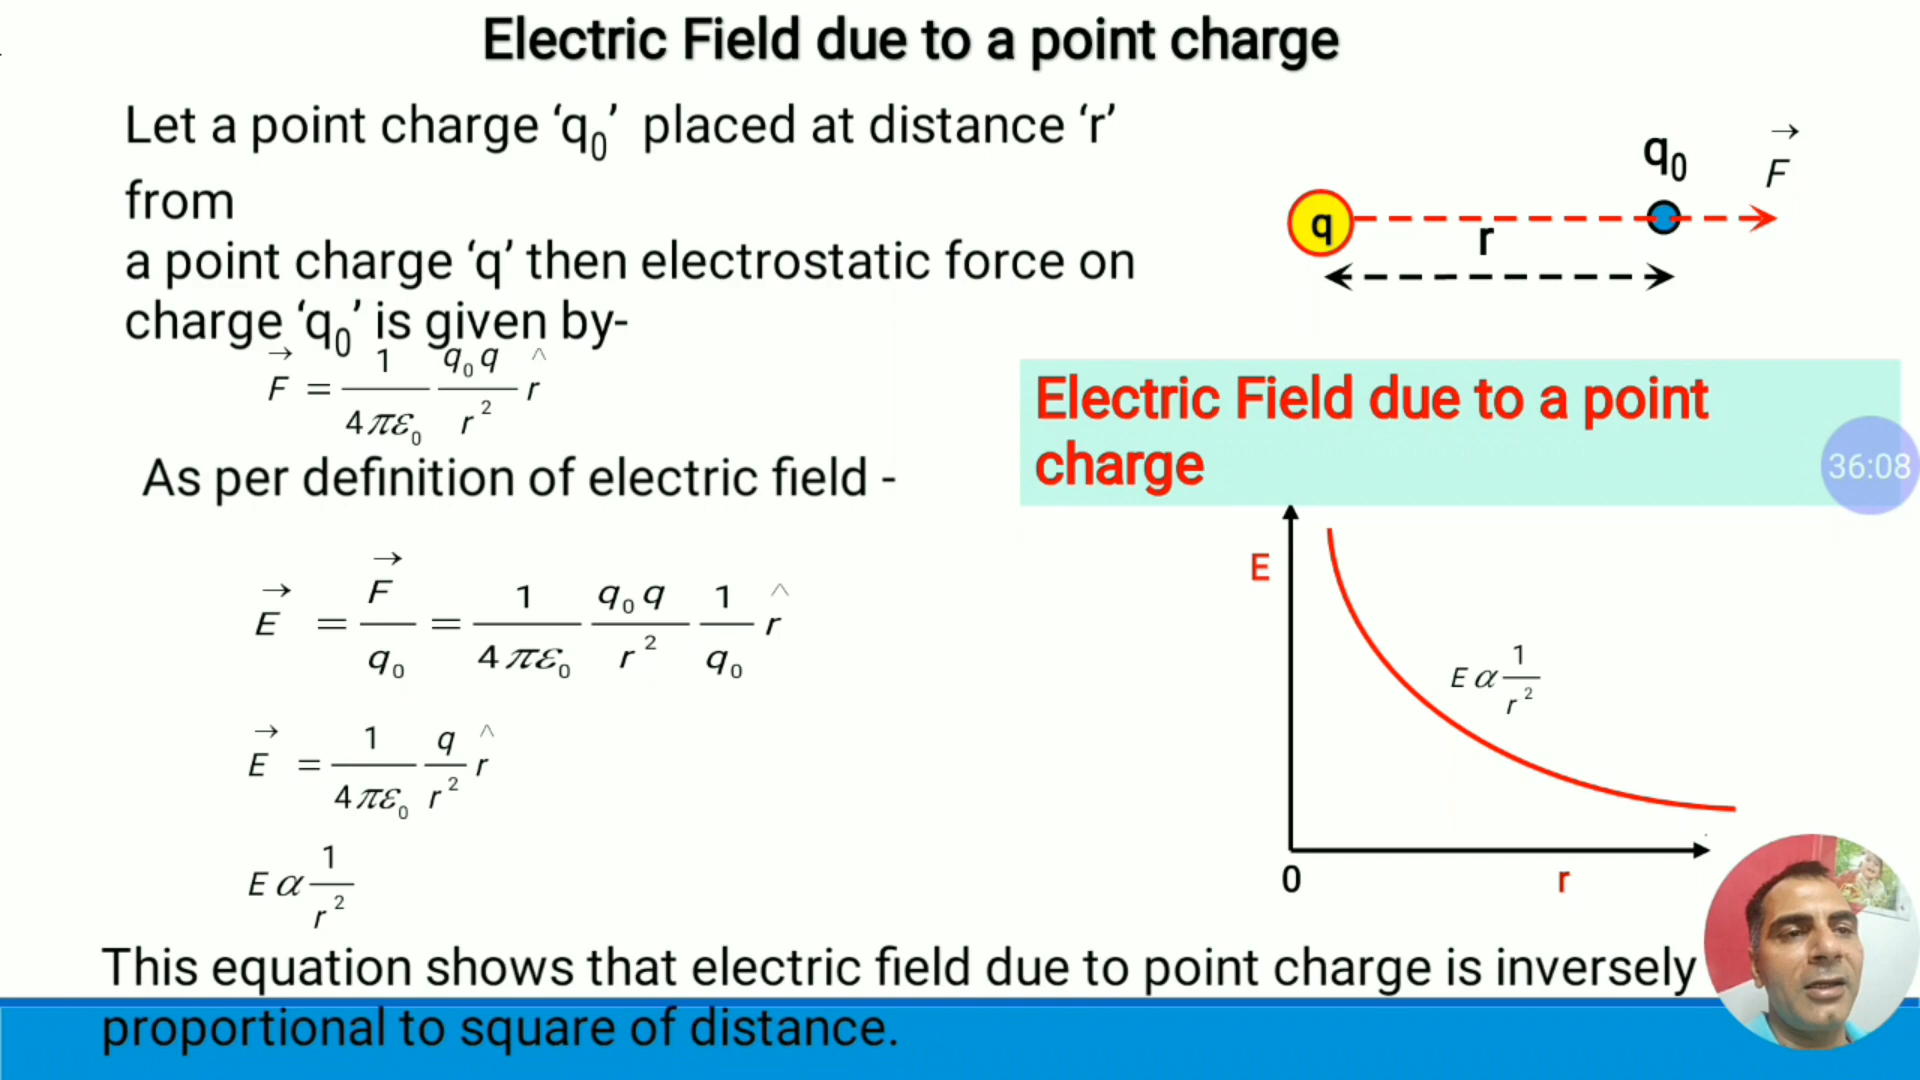 Electric Field due to a point charge
Let a point charge ‘q₀’ placed at distance ‘r’
from
a point charge ‘q’ then electrostatic force on
charge ‘q₀’ is given by-
F⃗ = 1/(4πε₀) q₀q/r² r̂
As per definition of electric field -
E⃗ = F⃗/q₀ = 1/(4πε₀) q₀q/r² 1/q₀ r̂
E⃗ = 1/(4πε₀) q/r² r̂
E α 1/r²
This equation shows that electric field due to point charge is inversely
proportional to square of distance.
q₀
F⃗
q
r
Electric Field due to a point
charge
36:08
E
E α 1/r²
0
r